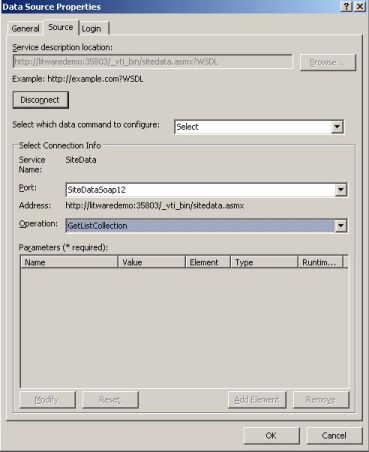 Data Source Properties
General Source Login
Service description location:
http://litwaredemo:35803/_vti_bin/sitedata.asmx?WSDL Browse...
Example: http://example.com?WSDL
Disconnect
Select which data command to configure: Select
Select Connection Info
Service Name: SiteData
Port: SiteDataSoap12
Address: http://litwaredemo:35803/_vti_bin/sitedata.asmx
Operation: GetListCollection
Parameters (* required):
Name Value Element Type Runtim...
Modify Reset Add Element Remove
OK Cancel